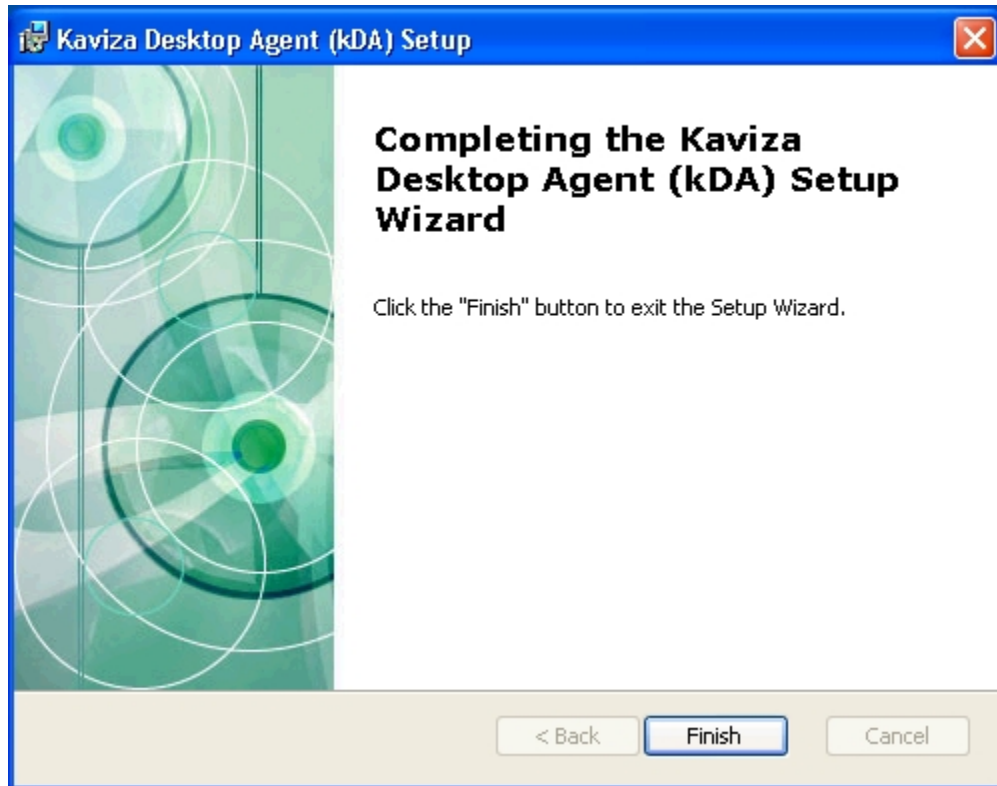 Kaviza Desktop Agent (kDA) Setup
Completing the Kaviza
Desktop Agent (kDA) Setup
Wizard
Click the "Finish" button to exit the Setup Wizard.
< Back Finish Cancel